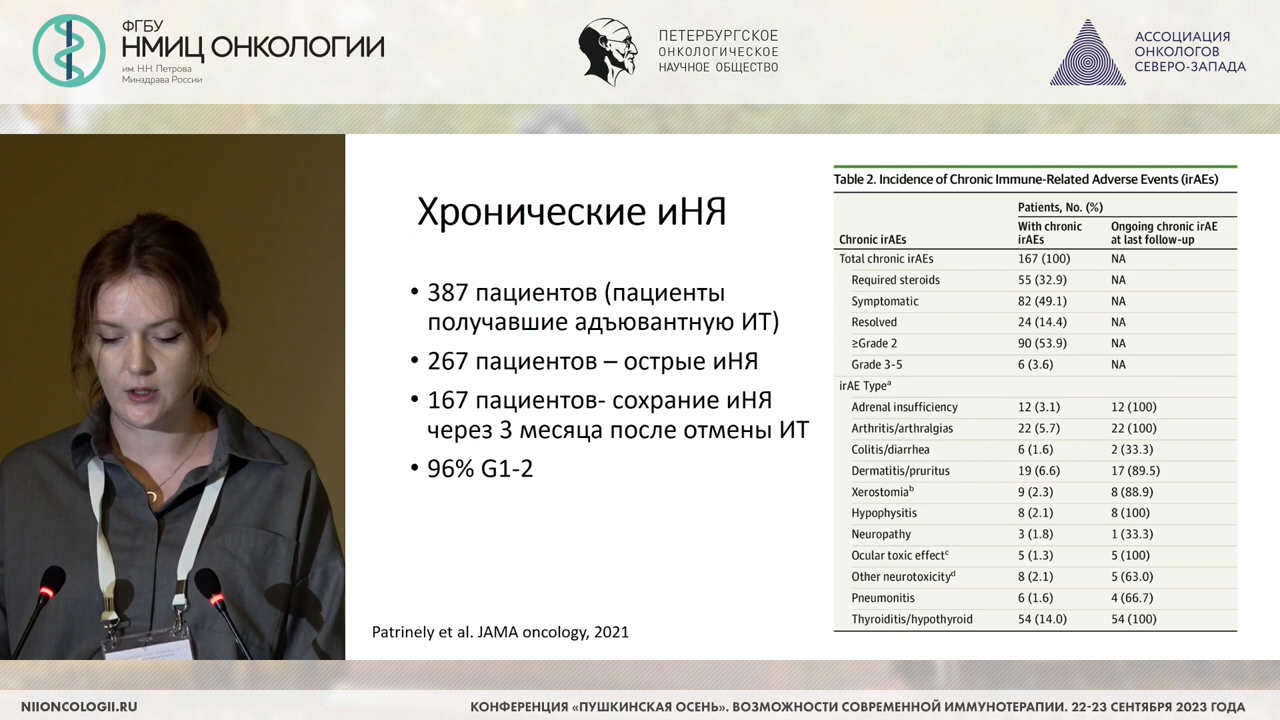 ФГБУ
НМИЦ ОНКОЛОГИИ
им. Н.Н. Петрова
Минздрава России
ПЕТЕРБУРГСКОЕ
ОНКОЛОГИЧЕСКОЕ
НАУЧНОЕ ОБЩЕСТВО
АССОЦИАЦИЯ
ОНКОЛОГОВ
СЕВЕРО-ЗАПАДА
Хронические иНЯ
• 387 пациентов (пациенты
получавшие адъювантную ИТ)
• 267 пациентов – острые иНЯ
• 167 пациентов- сохрание иНЯ
через 3 месяца после отмены ИТ
• 96% G1-2
Patrinely et al. JAMA oncology, 2021
Table 2. Incidence of Chronic Immune-Related Adverse Events (irAEs)
Patients, No. (%)
Chronic irAEs With chronic irAEs Ongoing chronic irAE at last follow-up
Total chronic irAEs 167 (100) NA
Required steroids 55 (32.9) NA
Symptomatic 82 (49.1) NA
Resolved 24 (14.4) NA
≥Grade 2 90 (53.9) NA
Grade 3-5 6 (3.6) NA
irAE Typeᵃ
Adrenal insufficiency 12 (3.1) 12 (100)
Arthritis/arthralgias 22 (5.7) 22 (100)
Colitis/diarrhea 6 (1.6) 2 (33.3)
Dermatitis/pruritus 19 (6.6) 17 (89.5)
Xerostomiaᵇ 9 (2.3) 8 (88.9)
Hypophysitis 8 (2.1) 8 (100)
Neuropathy 3 (1.8) 1 (33.3)
Ocular toxic effectᶜ 5 (1.3) 5 (100)
Other neurotoxicityᵈ 8 (2.1) 5 (63.0)
Pneumonitis 6 (1.6) 4 (66.7)
Thyroiditis/hypothyroid 54 (14.0) 54 (100)
NIIONCOLOGII.RU
КОНФЕРЕНЦИЯ «ПУШКИНСКАЯ ОСЕНЬ». ВОЗМОЖНОСТИ СОВРЕМЕННОЙ ИММУНОТЕРАПИИ. 22-23 СЕНТЯБРЯ 2023 ГОДА